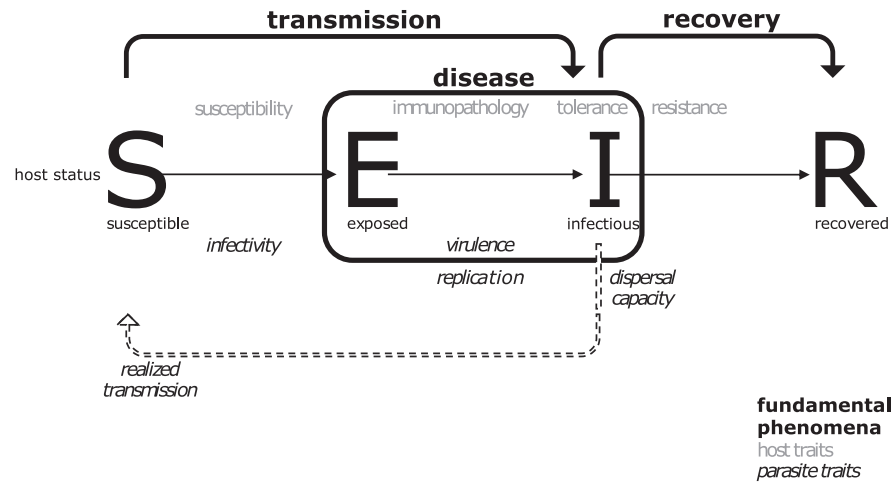 transmission
recovery
disease
susceptibility
immunopathology
tolerance
resistance
host status
S
E
I
R
susceptible
exposed
infectious
recovered
infectivity
virulence
replication
dispersal
capacity
realized
transmission
fundamental
phenomena
host traits
parasite traits